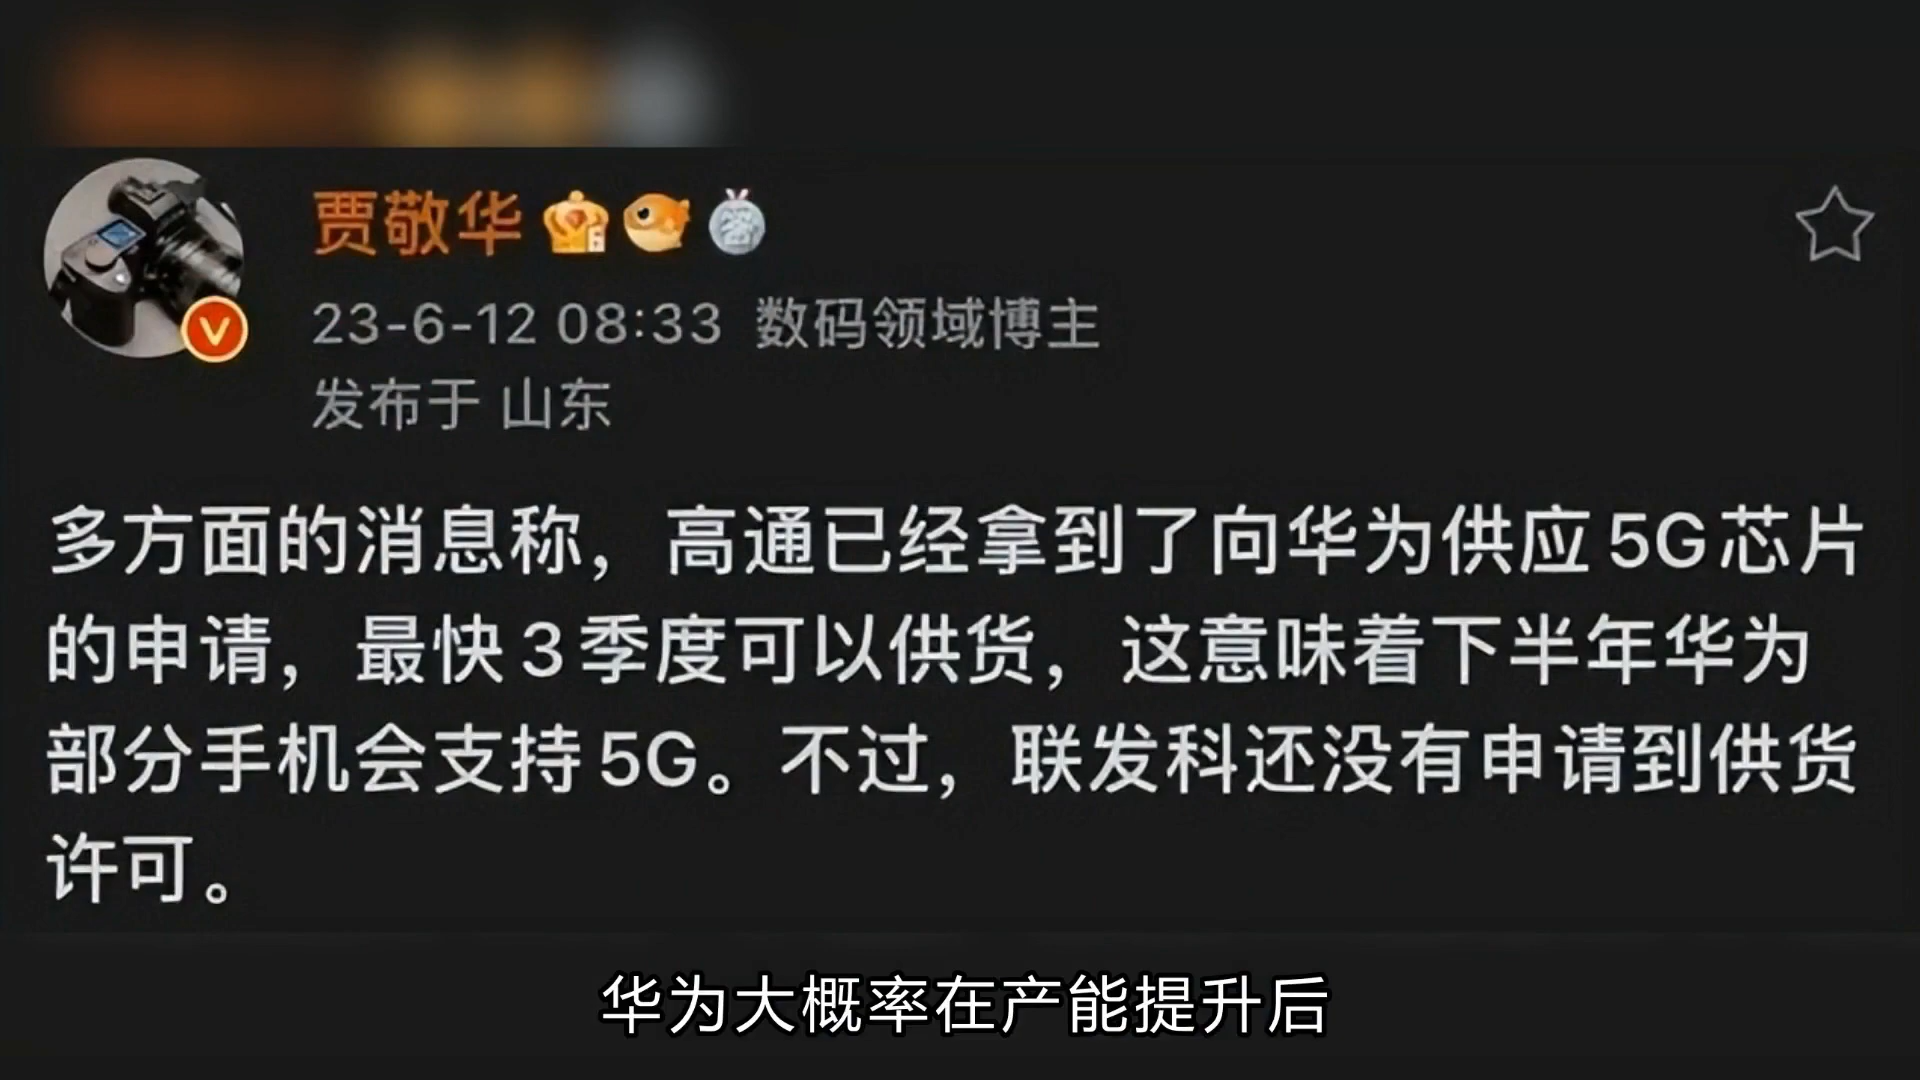 贾敬华
23-6-12 08:33 数码领域博主
发布于 山东
多方面的消息称，高通已经拿到了向华为供应5G芯片
的申请，最快3季度可以供货，这意味着下半年华为
部分手机会支持5G。不过，联发科还没有申请到供货
许可。
华为大概率在产能提升后